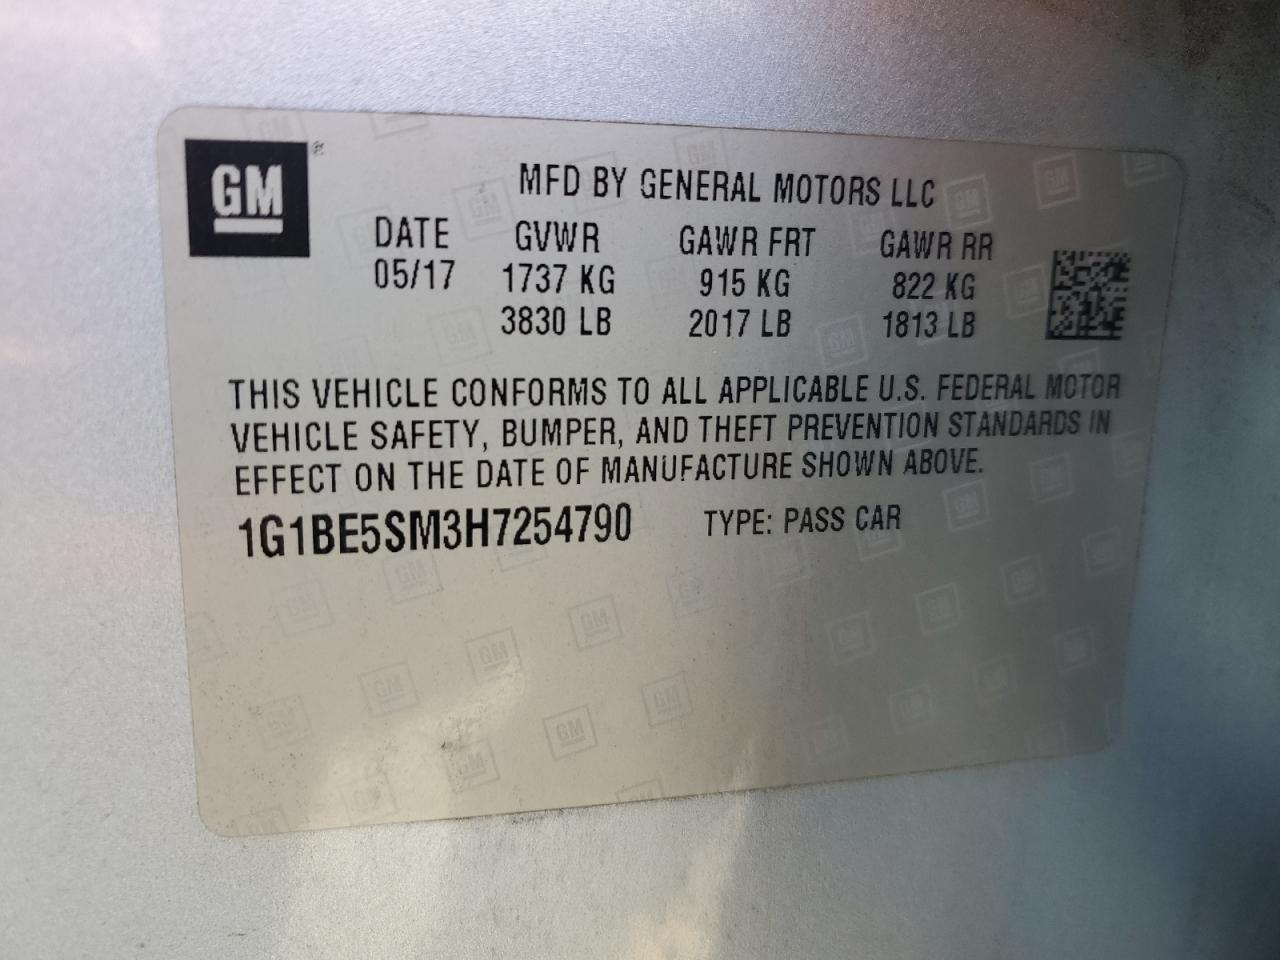 GM ®
MFD BY GENERAL MOTORS LLC
DATE GVWR GAWR FRT GAWR RR
05/17 1737 KG 915 KG 822 KG
3830 LB 2017 LB 1813 LB
THIS VEHICLE CONFORMS TO ALL APPLICABLE U.S. FEDERAL MOTOR
VEHICLE SAFETY, BUMPER, AND THEFT PREVENTION STANDARDS IN
EFFECT ON THE DATE OF MANUFACTURE SHOWN ABOVE.
1G1BE5SM3H7254790 TYPE: PASS CAR